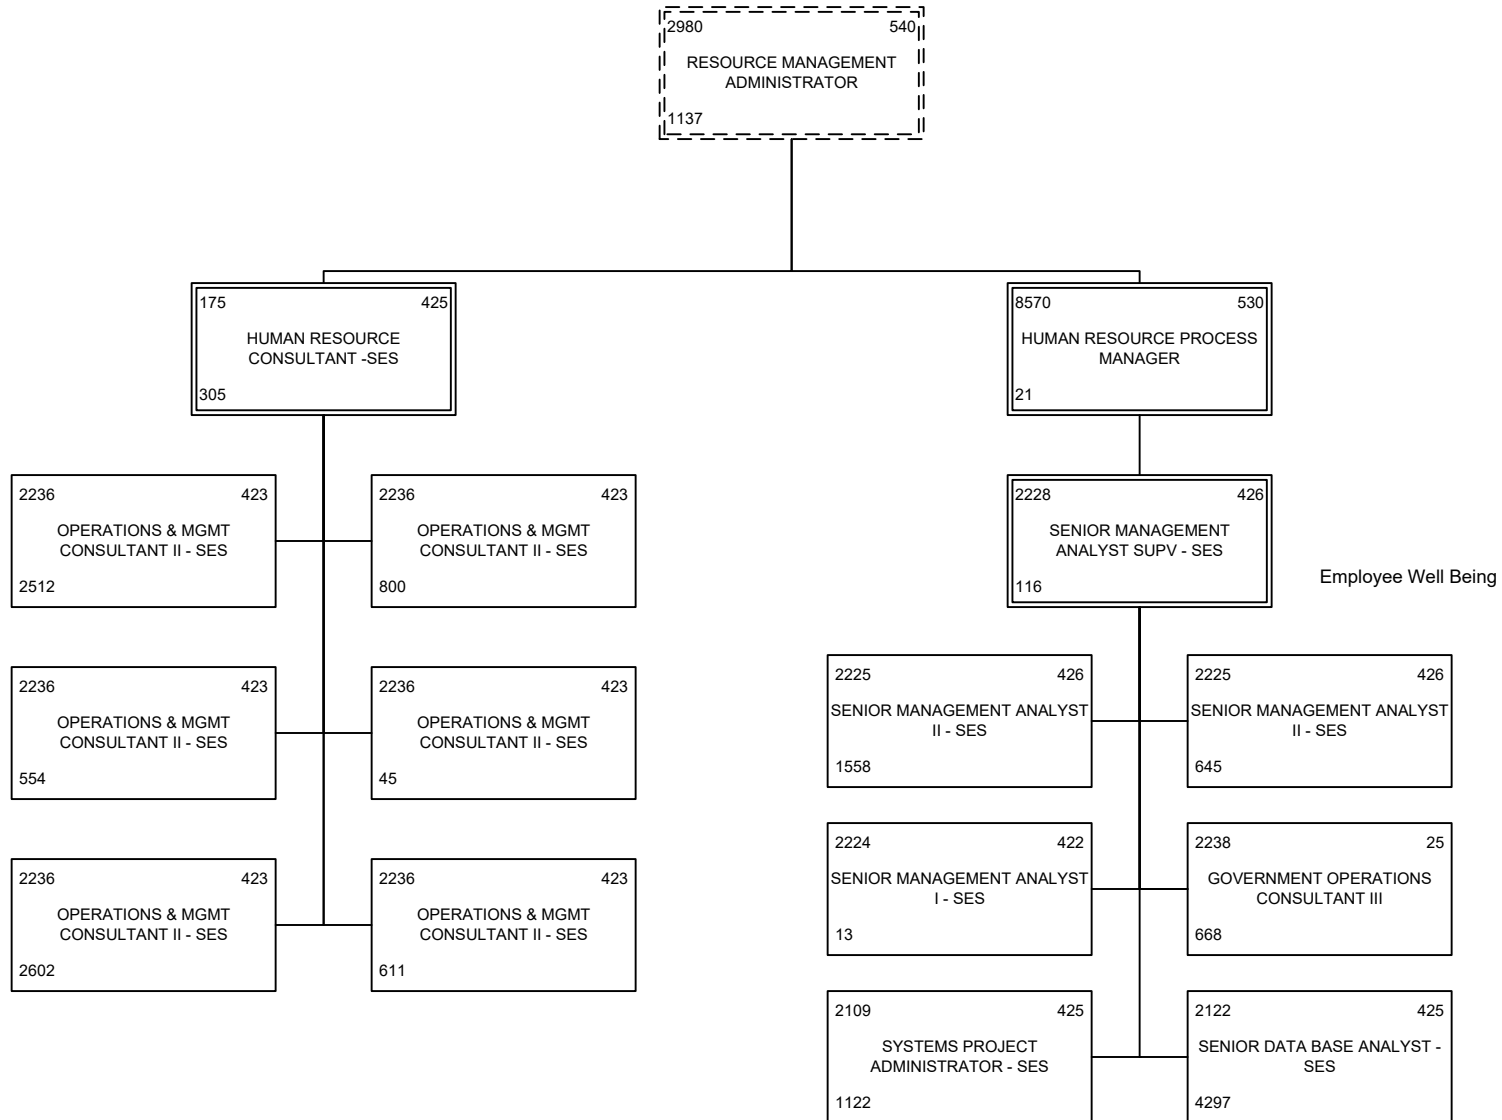 2980 540
RESOURCE MANAGEMENT
ADMINISTRATOR
1137
175 425
HUMAN RESOURCE
CONSULTANT -SES
305
8570 530
HUMAN RESOURCE PROCESS
MANAGER
21
2236 423
OPERATIONS & MGMT
CONSULTANT II - SES
2512
2236 423
OPERATIONS & MGMT
CONSULTANT II - SES
800
2228 426
SENIOR MANAGEMENT
ANALYST SUPV - SES
116
Employee Well Being
2236 423
OPERATIONS & MGMT
CONSULTANT II - SES
554
2236 423
OPERATIONS & MGMT
CONSULTANT II - SES
45
2225 426
SENIOR MANAGEMENT ANALYST
II - SES
1558
2225 426
SENIOR MANAGEMENT ANALYST
II - SES
645
2236 423
OPERATIONS & MGMT
CONSULTANT II - SES
2602
2236 423
OPERATIONS & MGMT
CONSULTANT II - SES
611
2224 422
SENIOR MANAGEMENT ANALYST
I - SES
13
2238 25
GOVERNMENT OPERATIONS
CONSULTANT III
668
2109 425
SYSTEMS PROJECT
ADMINISTRATOR - SES
1122
2122 425
SENIOR DATA BASE ANALYST -
SES
4297